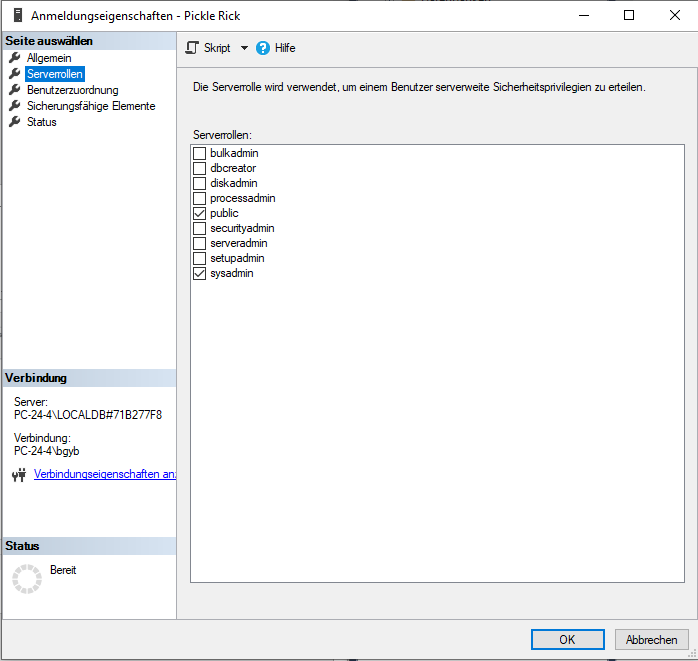 Anmeldungseigenschaften - Pickle Rick
Seite auswählen
Allgemein
Serverrollen
Benutzerzuordnung
Sicherungsfähige Elemente
Status
Skript
Hilfe
Die Serverrolle wird verwendet, um einem Benutzer serverweite Sicherheitsprivilegien zu erteilen.
Serverrollen:
bulkadmin
dbcreator
diskadmin
processadmin
public
securityadmin
serveradmin
setupadmin
sysadmin
Verbindung
Server:
PC-24-4\LOCALDB#71B277F8
Verbindung:
PC-24-4\bgyb
Verbindungseigenschaften anz
Status
Bereit
OK
Abbrechen